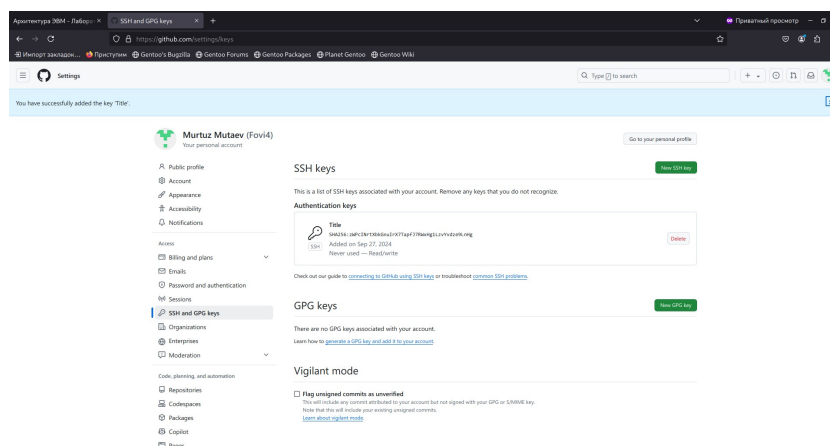 Архитектура ЭВМ - Лаборат
SSH and GPG keys
Приватный просмотр
https://github.com/settings/keys
Импорт закладок...
Приступим
Gentoo's Bugzilla
Gentoo Forums
Gentoo Packages
Planet Gentoo
Gentoo Wiki
Settings
Type / to search
You have successfully added the key 'Title'.
Murtuz Mutaev (Fovi4)
Your personal account
Go to your personal profile
Public profile
Account
Appearance
Accessibility
Notifications
Access
Billing and plans
Emails
Password and authentication
Sessions
SSH and GPG keys
Organizations
Enterprises
Moderation
Code, planning, and automation
Repositories
Codespaces
Packages
Copilot
Pages
SSH keys
New SSH key
This is a list of SSH keys associated with your account. Remove any keys that you do not recognize.
Authentication keys
Title
SSH
Added on Sep 27, 2024
Never used — Read/write
Delete
Check out our guide to connecting to GitHub using SSH keys or troubleshoot common SSH problems.
GPG keys
New GPG key
There are no GPG keys associated with your account.
Learn how to generate a GPG key and add it to your account.
Vigilant mode
Flag unsigned commits as unverified
This will include any commit attributed to your account but not signed with your GPG or S/MIME key.
Note that this will include your existing unsigned commits.
Learn about vigilant mode.